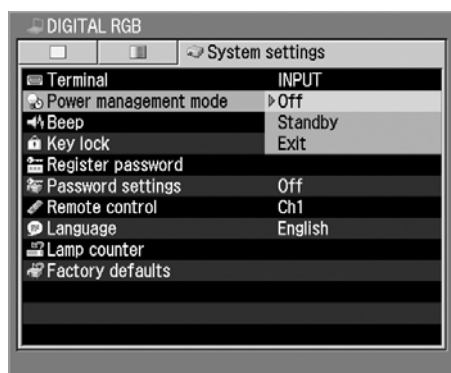 DIGITAL RGB
System settings
Terminal INPUT
Power management mode Off
Beep Standby
Key lock Exit
Register password
Password settings Off
Remote control Ch1
Language English
Lamp counter
Factory defaults